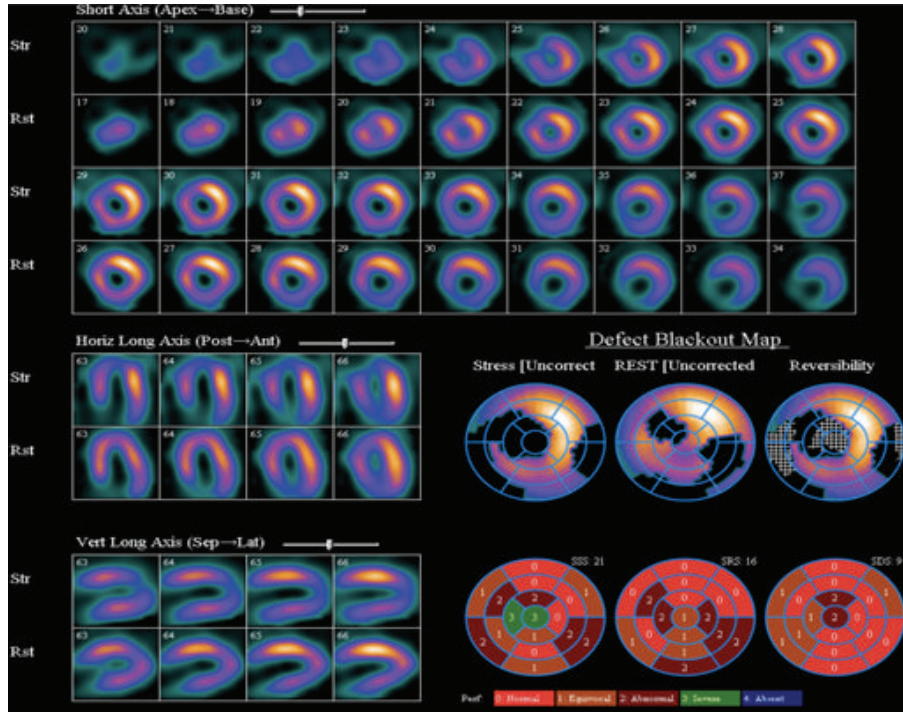 Short Axis (Apex→Base)
Str
20 21 22 23 24 25 26 27 28
Rst
17 18 19 20 21 22 23 24 25
Str
29 30 31 32 33 34 35 36 37
Rst
26 27 28 29 30 31 32 33 34
Horiz Long Axis (Post→Ant)
Defect Blackout Map
Stress [Uncorrect REST [Uncorrected Reversibility
Str
63 64 65 66
Rst
63 64 65 66
Vert Long Axis (Sep→Lat)
SSS: 21 SRS: 16 SDS: 9
Str
63 64 65 66
Rst
63 64 65 66
Perf: 0: Normal 1: Equivocal 2: Abnormal 3: Severe 4: Absent